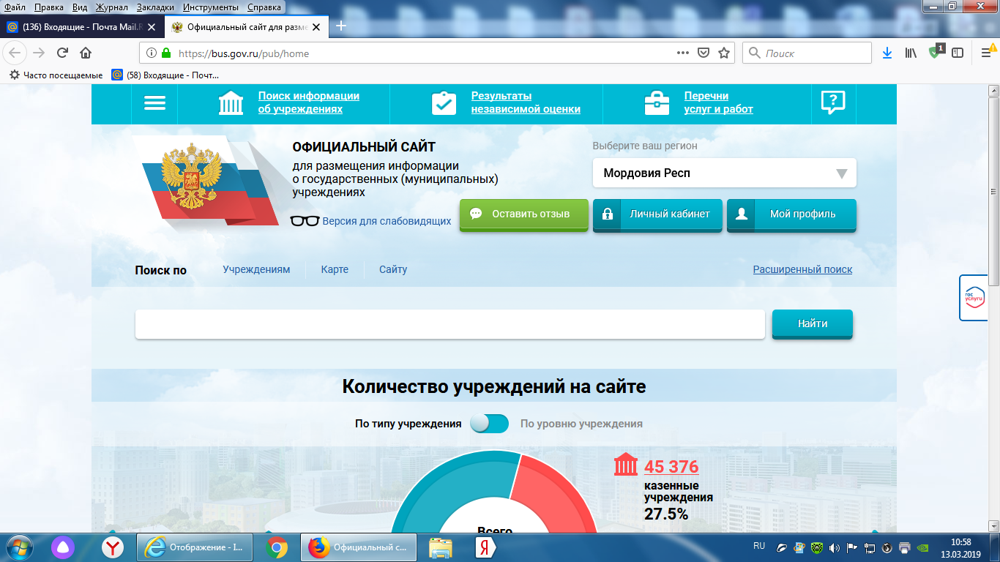 Файл Правка Вид Журнал Закладки Инструменты Справка
(136) Входящие - Почта Mail.R
Официальный сайт для разме
https://bus.gov.ru/pub/home
Поиск
1
Часто посещаемые
(58) Входящие - Почт...
Поиск информации
об учреждениях
Результаты
независимой оценки
Перечни
услуг и работ
ОФИЦИАЛЬНЫЙ САЙТ
для размещения информации
о государственных (муниципальных)
учреждениях
Версия для слабовидящих
Выберите ваш регион
Мордовия Респ
Оставить отзыв
Личный кабинет
Мой профиль
Поиск по
Учреждениям
Карте
Сайту
Расширенный поиск
гос
услуги
Найти
Количество учреждений на сайте
По типу учреждения
По уровню учреждения
45 376
казенные
учреждения
27.5%
Всего
Отображение - I...
Официальный с...
RU
10:58
13.03.2019